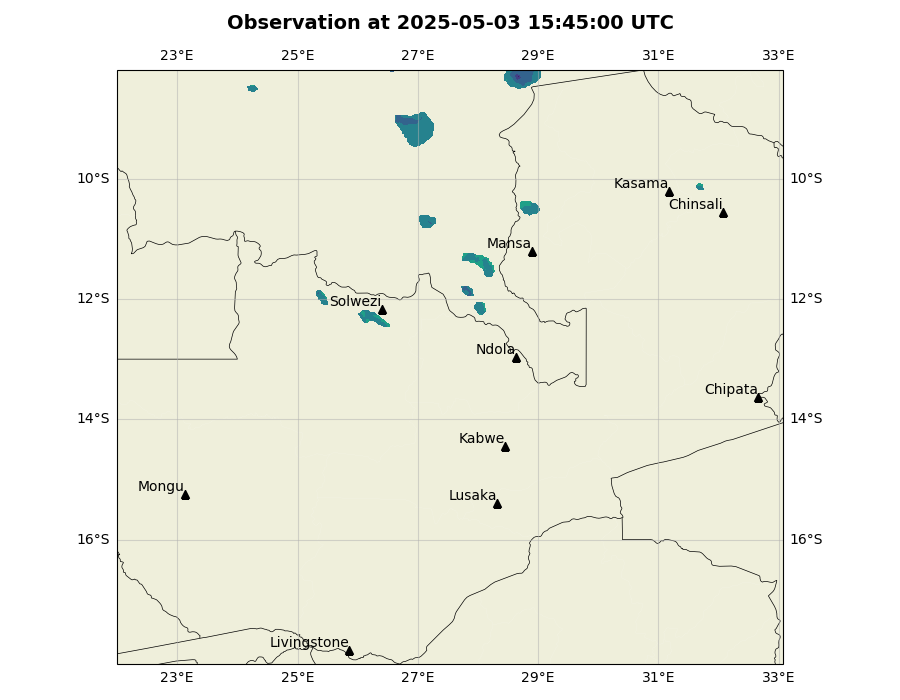 Observation at 2025-05-03 15:45:00 UTC
23°E 25°E 27°E 29°E 31°E 33°E
10°S 10°S
Kasama
Chinsali
Mansa
12°S 12°S
Solwezi
Ndola
Chipata
14°S 14°S
Kabwe
Mongu
Lusaka
16°S 16°S
Livingstone
23°E 25°E 27°E 29°E 31°E 33°E